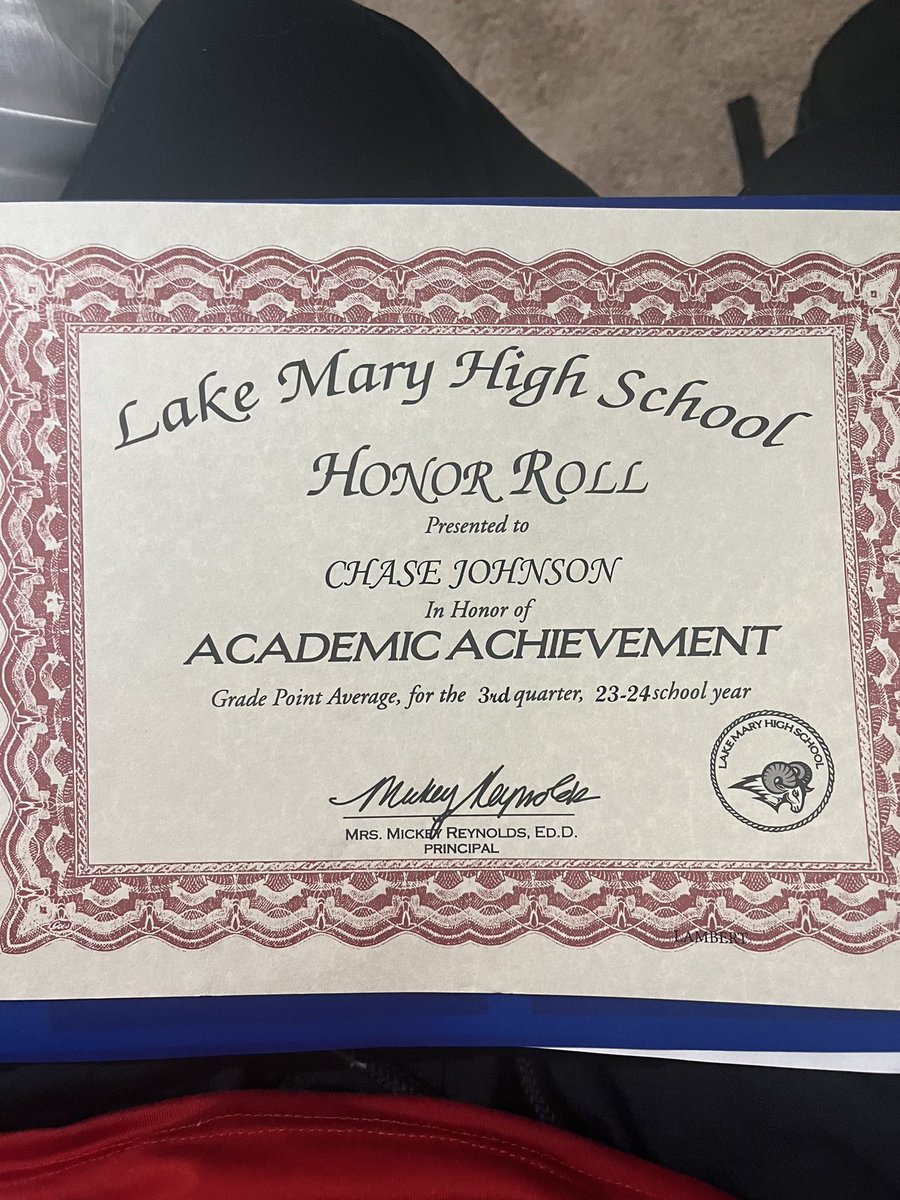 Lake Mary High School
HONOR ROLL
Presented to
CHASE JOHNSON
In Honor of
ACADEMIC ACHIEVEMENT
Grade Point Average, for the 3rd quarter, 23-24 school year
LAKE MARY HIGH SCHOOL
Mickey Reynolds
MRS. MICKEY REYNOLDS, ED.D.
PRINCIPAL
LAMBERT